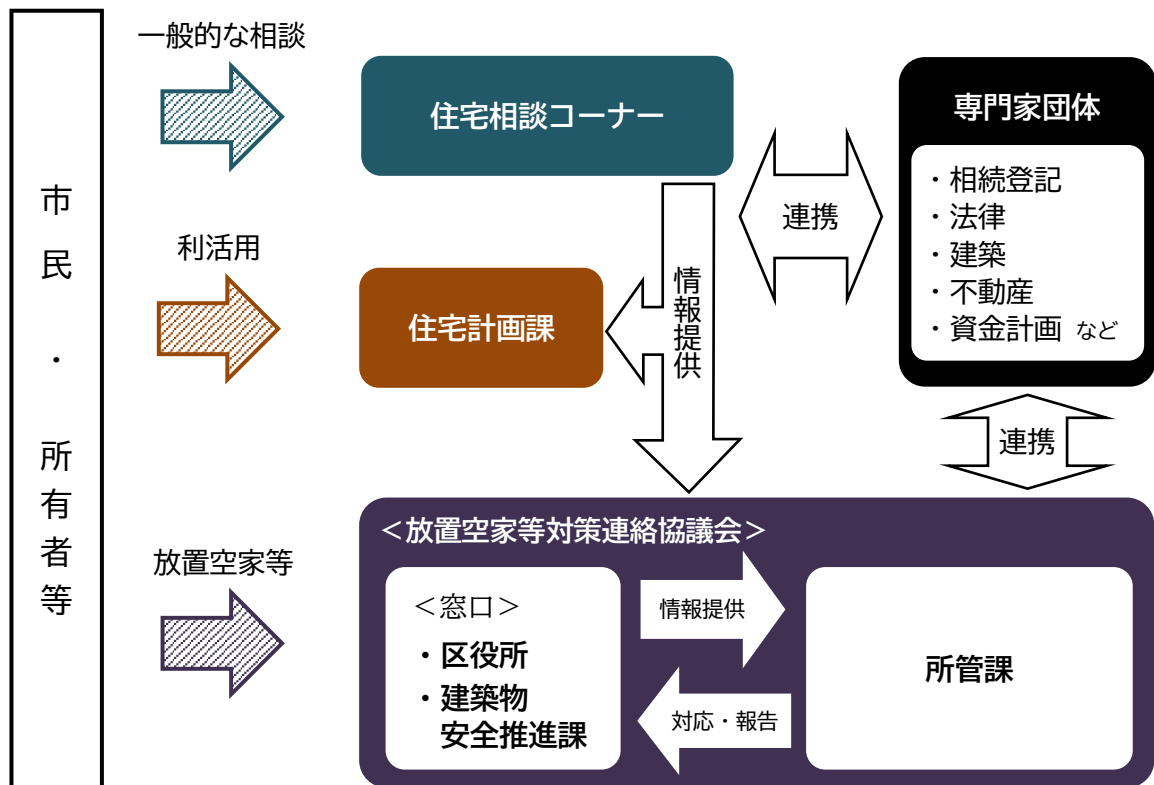 市民・所有者等
一般的な相談
住宅相談コーナー
利活用
住宅計画課
情報提供
連携
専門家団体
・相続登記
・法律
・建築
・不動産
・資金計画 など
連携
放置空家等
＜放置空家等対策連絡協議会＞
＜窓口＞
・区役所
・建築物
安全推進課
情報提供
対応・報告
所管課